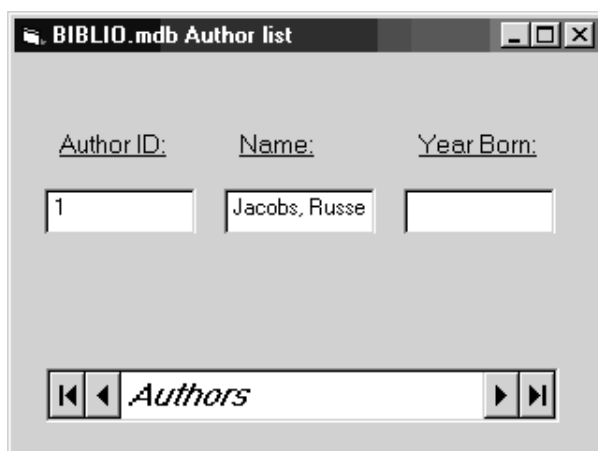 BIBLIO.mdb Author list
Author ID: Name: Year Born:
1 Jacobs, Russe
Authors